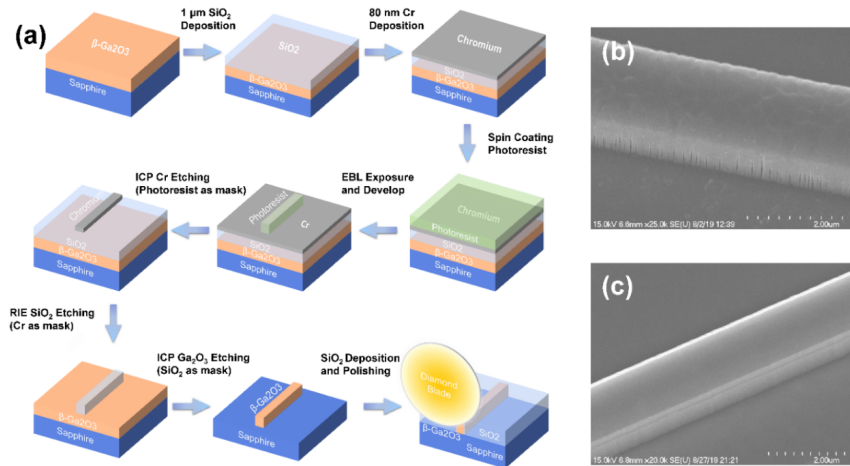 (a)
1 μm SiO₂
Deposition
80 nm Cr
Deposition
β-Ga2O3
Sapphire
SiO2
β-Ga2O3
Sapphire
Chromium
SiO2
β-Ga2O3
Sapphire
Spin Coating
Photoresist
ICP Cr Etching
(Photoresist as mask)
EBL Exposure
and Develop
Chromium
SiO2
β-Ga2O3
Sapphire
Photoresist
Cr
SiO2
β-Ga2O3
Sapphire
Chromium
Photoresist
SiO2
β-Ga2O3
Sapphire
RIE SiO₂ Etching
(Cr as mask)
ICP Ga₂O₃ Etching
(SiO₂ as mask)
SiO₂ Deposition
and Polishing
β-Ga2O3
Sapphire
β-Ga2O3
Sapphire
Diamond
Blade
β-Ga2O3
SiO2
Sapphire
(b)
15.0kV 6.6mm x25.0k SE(U) 8/2/19 12:39
2.00um
(c)
15.0kV 6.8mm x20.0k SE(U) 8/27/19 21:21
2.00um